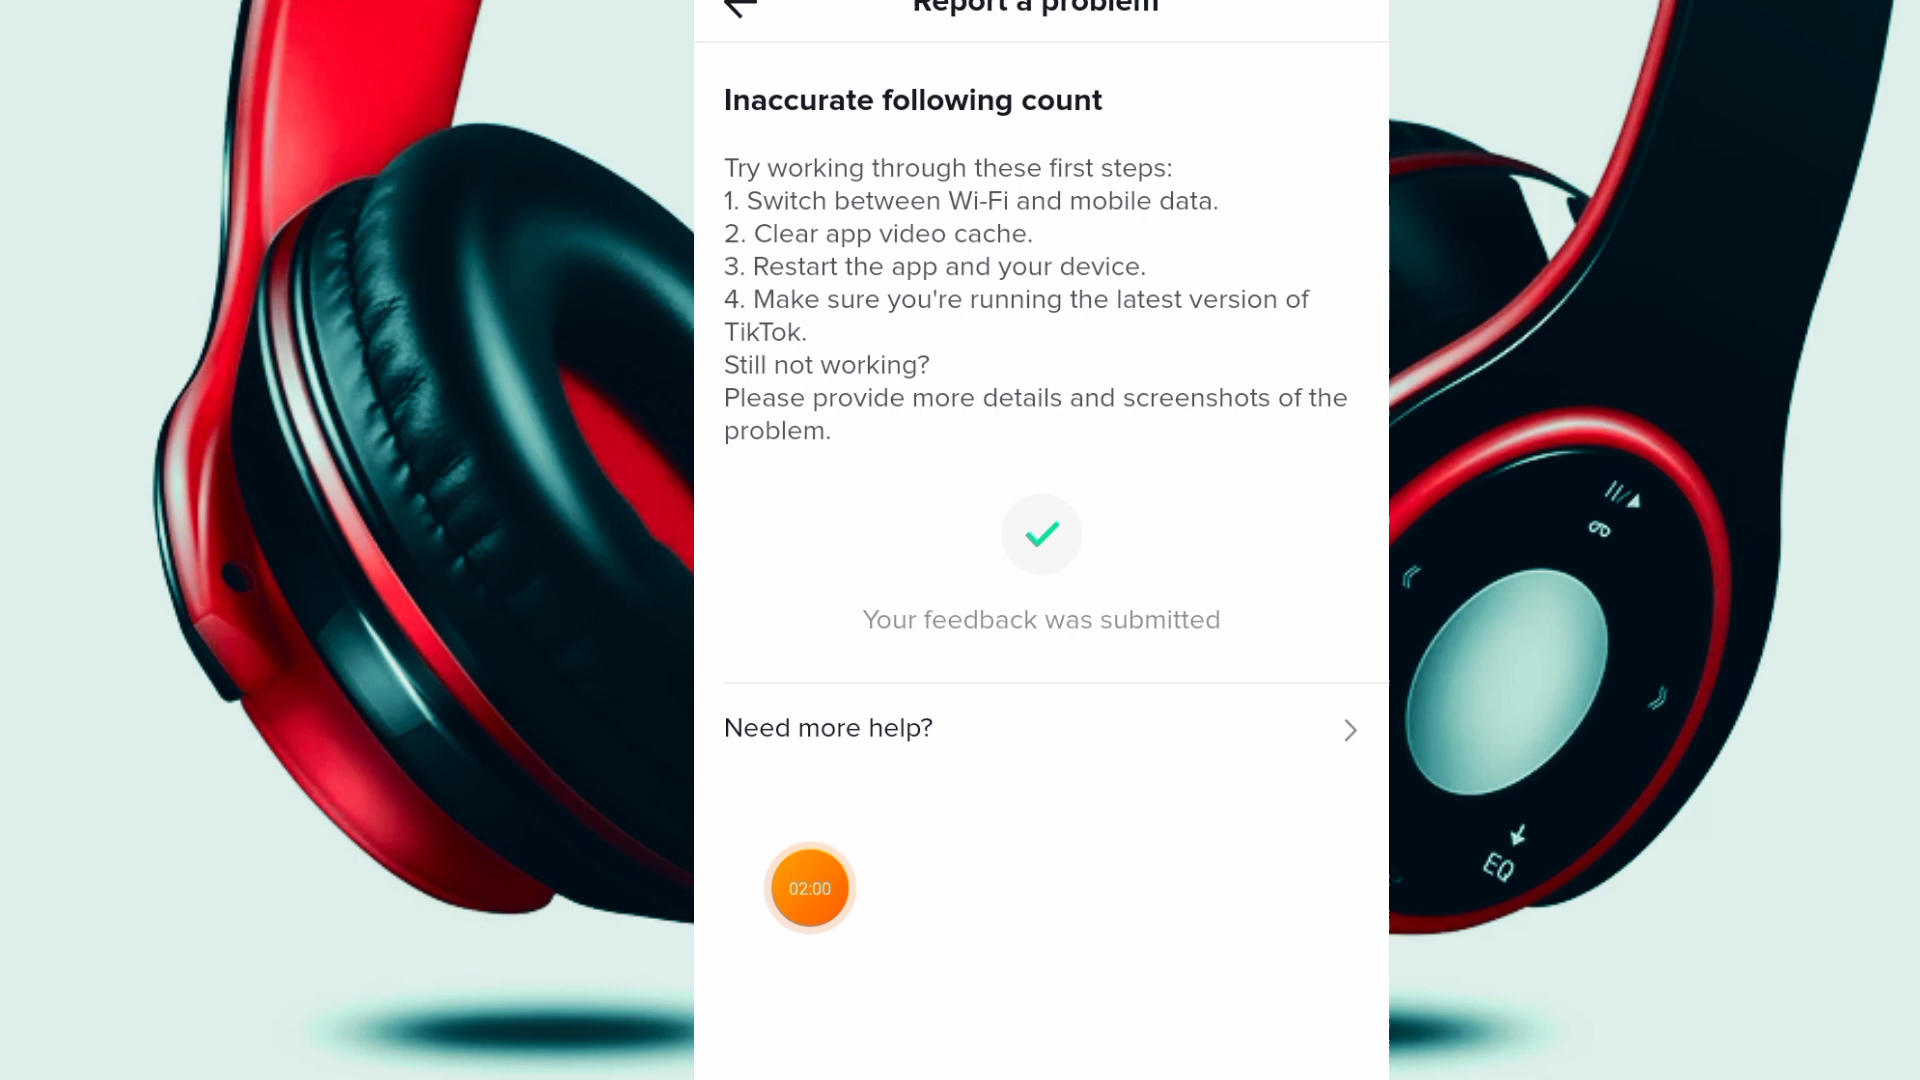 Report a problem
Inaccurate following count
Try working through these first steps:
1. Switch between Wi-Fi and mobile data.
2. Clear app video cache.
3. Restart the app and your device.
4. Make sure you're running the latest version of
TikTok.
Still not working?
Please provide more details and screenshots of the
problem.
Your feedback was submitted
Need more help?
02:00
EQ